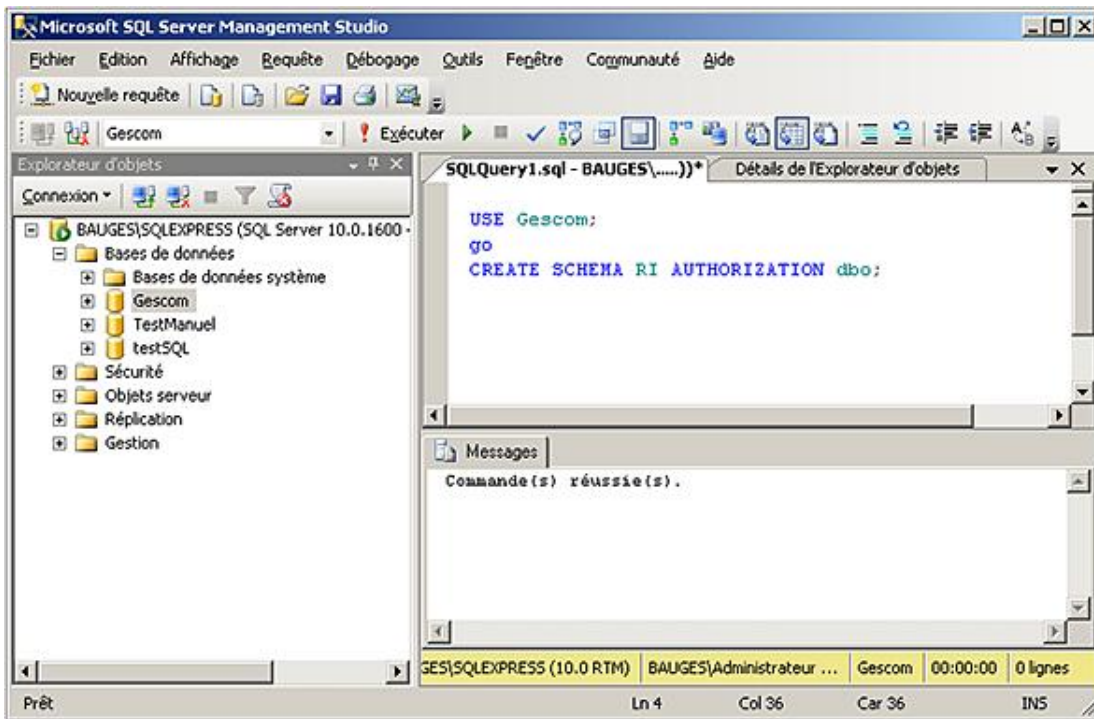 Microsoft SQL Server Management Studio
Fichier Edition Affichage Requête Débogage Outils Fenêtre Communauté Aide
Nouvelle requête
Gescom Exécuter
Explorateur d'objets
Connexion
BAUGES\SQLEXPRESS (SQL Server 10.0.1600 -
Bases de données
Bases de données système
Gescom
TestManuel
testSQL
Sécurité
Objets serveur
Réplication
Gestion
SQLQuery1.sql - BAUGES\.....))* Détails de l'Explorateur d'objets
USE Gescom;
go
CREATE SCHEMA RI AUTHORIZATION dbo;
Messages
Commande(s) réussie(s).
GES\SQLEXPRESS (10.0 RTM) BAUGES\Administrateur ... Gescom 00:00:00 0 lignes
Prêt Ln 4 Col 36 Car 36 INS